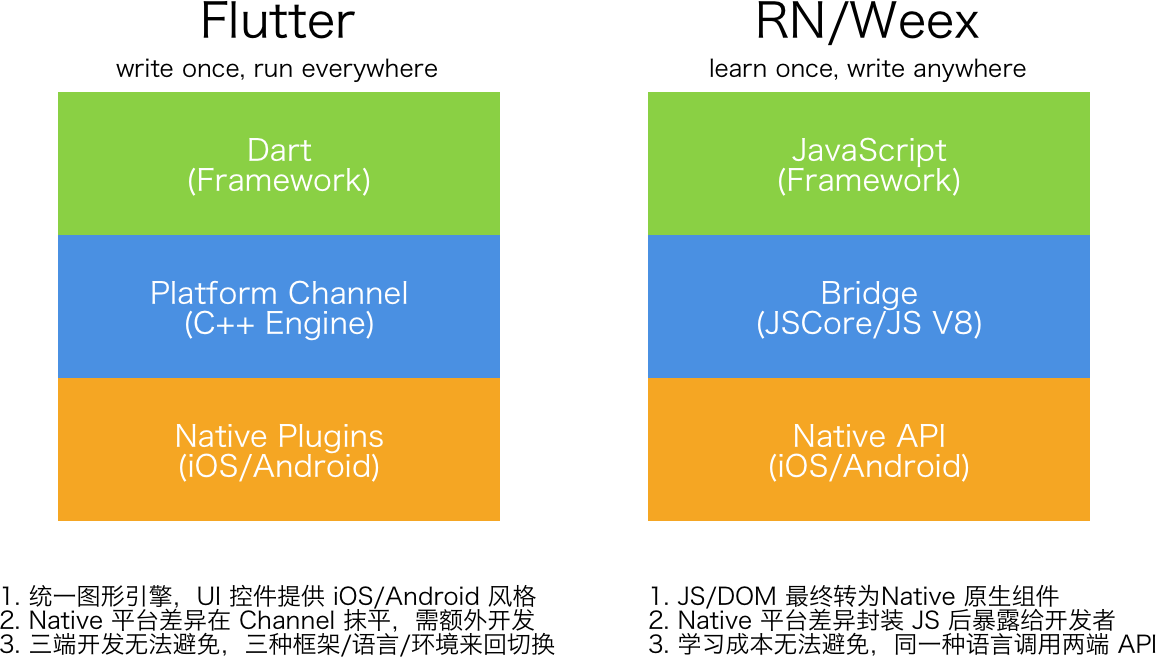 Flutter
write once, run everywhere
Dart
(Framework)
Platform Channel
(C++ Engine)
Native Plugins
(iOS/Android)
1. 统一图形引擎，UI 控件提供 iOS/Android 风格
2. Native 平台差异在 Channel 抹平，需额外开发
3. 三端开发无法避免，三种框架/语言/环境来回切换
RN/Weex
learn once, write anywhere
JavaScript
(Framework)
Bridge
(JSCore/JS V8)
Native API
(iOS/Android)
1. JS/DOM 最终转为Native 原生组件
2. Native 平台差异封装 JS 后暴露给开发者
3. 学习成本无法避免，同一种语言调用两端 API